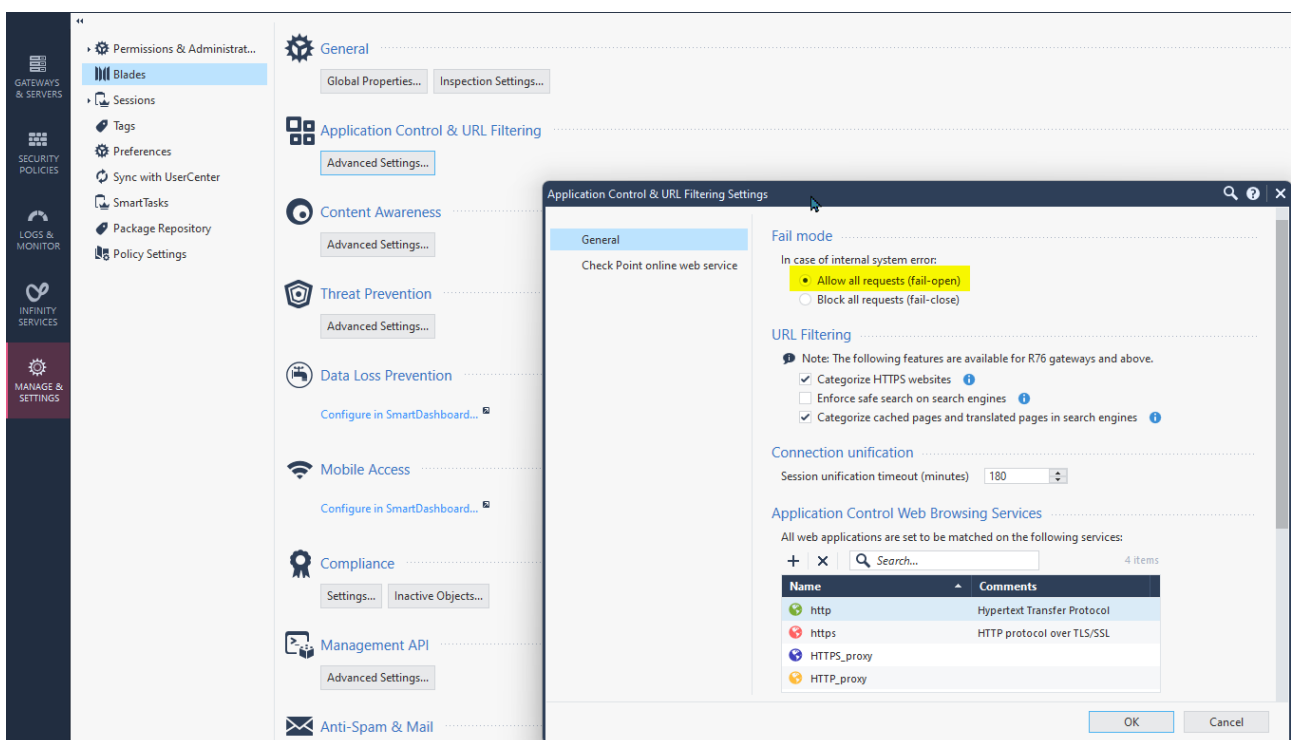 GATEWAYS
& SERVERS
SECURITY
POLICIES
LOGS &
MONITOR
INFINITY
SERVICES
MANAGE &
SETTINGS
Permissions & Administrat...
Blades
Sessions
Tags
Preferences
Sync with UserCenter
SmartTasks
Package Repository
Policy Settings
General
Global Properties... Inspection Settings...
Application Control & URL Filtering
Advanced Settings...
Content Awareness
Advanced Settings...
Threat Prevention
Advanced Settings...
Data Loss Prevention
Configure in SmartDashboard...
Mobile Access
Configure in SmartDashboard...
Compliance
Settings... Inactive Objects...
Management API
Advanced Settings...
Anti-Spam & Mail
Application Control & URL Filtering Settings
General
Check Point online web service
Fail mode
In case of internal system error:
Allow all requests (fail-open)
Block all requests (fail-close)
URL Filtering
Note: The following features are available for R76 gateways and above.
Categorize HTTPS websites
Enforce safe search on search engines
Categorize cached pages and translated pages in search engines
Connection unification
Session unification timeout (minutes) 180
Application Control Web Browsing Services
All web applications are set to be matched on the following services:
Search... 4 items
Name Comments
http Hypertext Transfer Protocol
https HTTP protocol over TLS/SSL
HTTPS_proxy
HTTP_proxy
OK Cancel